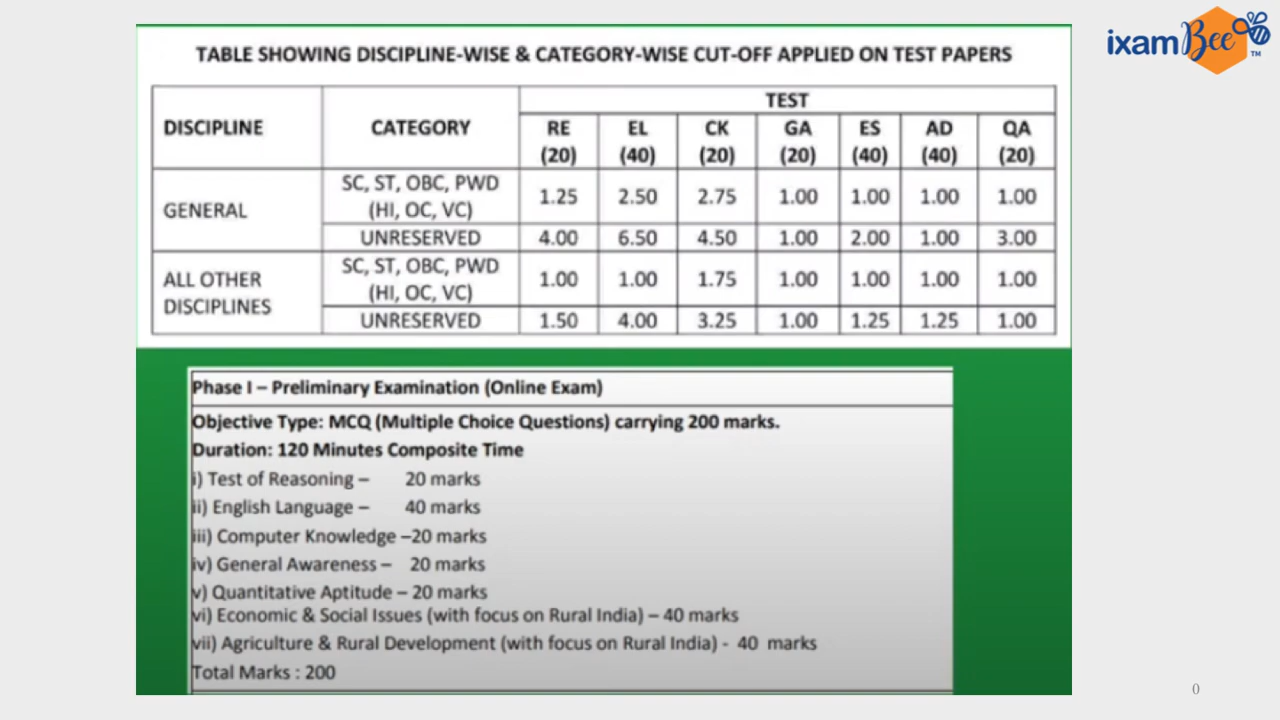 ixamBee™
TABLE SHOWING DISCIPLINE-WISE & CATEGORY-WISE CUT-OFF APPLIED ON TEST PAPERS
DISCIPLINE CATEGORY TEST
RE (20) EL (40) CK (20) GA (20) ES (40) AD (40) QA (20)
GENERAL SC, ST, OBC, PWD (HI, OC, VC) 1.25 2.50 2.75 1.00 1.00 1.00 1.00
UNRESERVED 4.00 6.50 4.50 1.00 2.00 1.00 3.00
ALL OTHER DISCIPLINES SC, ST, OBC, PWD (HI, OC, VC) 1.00 1.00 1.75 1.00 1.00 1.00 1.00
UNRESERVED 1.50 4.00 3.25 1.00 1.25 1.25 1.00
Phase I – Preliminary Examination (Online Exam)
Objective Type: MCQ (Multiple Choice Questions) carrying 200 marks.
Duration: 120 Minutes Composite Time
i) Test of Reasoning – 20 marks
ii) English Language – 40 marks
iii) Computer Knowledge –20 marks
iv) General Awareness – 20 marks
v) Quantitative Aptitude – 20 marks
vi) Economic & Social Issues (with focus on Rural India) – 40 marks
vii) Agriculture & Rural Development (with focus on Rural India) - 40 marks
Total Marks : 200
0